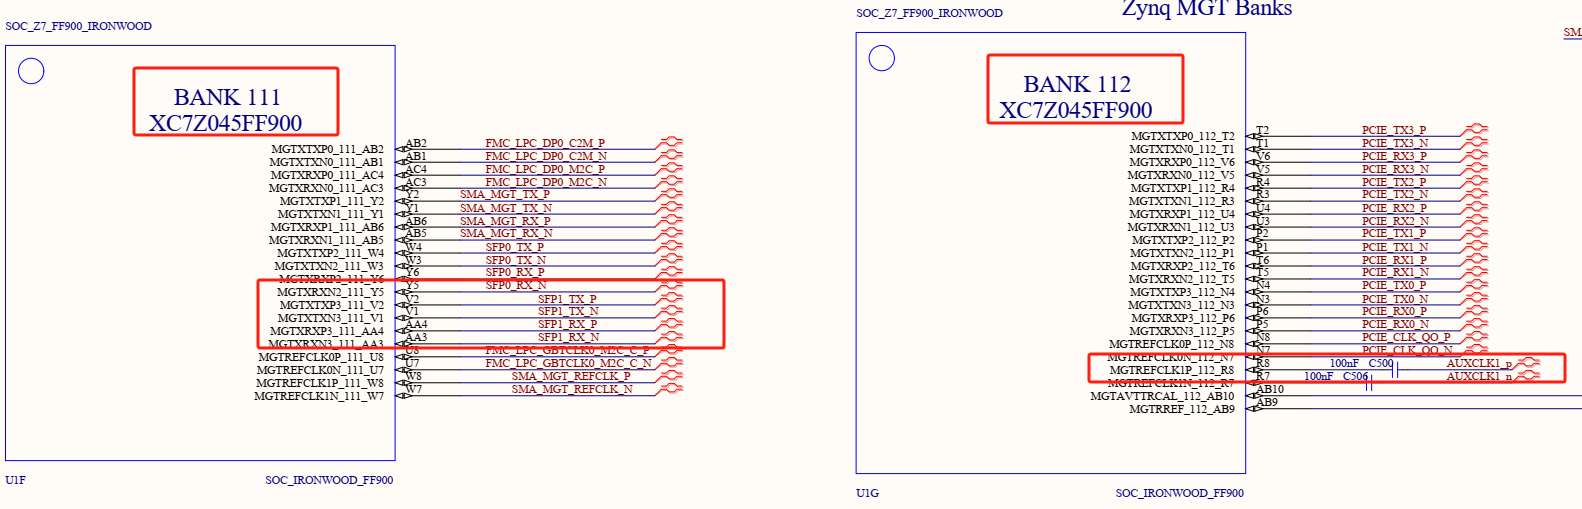 SOC_Z7_FF900_IRONWOOD
BANK 111
XC7Z045FF900
MGTXTXP0_111_AB2 AB2 FMC_LPC_DP0_C2M_P
MGTXTXN0_111_AB1 AB1 FMC_LPC_DP0_C2M_N
MGTXRXP0_111_AC4 AC4 FMC_LPC_DP0_M2C_P
MGTXRXN0_111_AC3 AC3 FMC_LPC_DP0_M2C_N
MGTXTXP1_111_Y2 Y2 SMA_MGT_TX_P
MGTXTXN1_111_Y1 Y1 SMA_MGT_TX_N
MGTXRXP1_111_AB6 AB6 SMA_MGT_RX_P
MGTXRXN1_111_AB5 AB5 SMA_MGT_RX_N
MGTXTXP2_111_W4 W4 SFP0_TX_P
MGTXTXN2_111_W3 W3 SFP0_TX_N
MGTXRXP2_111_Y6 Y6 SFP0_RX_P
MGTXRXN2_111_Y5 Y5 SFP0_RX_N
MGTXTXP3_111_V2 V2 SFP1_TX_P
MGTXTXN3_111_V1 V1 SFP1_TX_N
MGTXRXP3_111_AA4 AA4 SFP1_RX_P
MGTXRXN3_111_AA3 AA3 SFP1_RX_N
MGTREFCLK0P_111_U8 U8 FMC_LPC_GBTCLK0_M2C_C_P
MGTREFCLK0N_111_U7 U7 FMC_LPC_GBTCLK0_M2C_C_N
MGTREFCLK1P_111_W8 W8 SMA_MGT_REFCLK_P
MGTREFCLK1N_111_W7 W7 SMA_MGT_REFCLK_N
U1F SOC_IRONWOOD_FF900
Zynq MGT Banks
SOC_Z7_FF900_IRONWOOD
BANK 112
XC7Z045FF900
MGTXTXP0_112_T2 T2 PCIE_TX3_P
MGTXTXN0_112_T1 T1 PCIE_TX3_N
MGTXRXP0_112_V6 V6 PCIE_RX3_P
MGTXRXN0_112_V5 V5 PCIE_RX3_N
MGTXTXP1_112_R4 R4 PCIE_TX2_P
MGTXTXN1_112_R3 R3 PCIE_TX2_N
MGTXRXP1_112_U4 U4 PCIE_RX2_P
MGTXRXN1_112_U3 U3 PCIE_RX2_N
MGTXTXP2_112_P2 P2 PCIE_TX1_P
MGTXTXN2_112_P1 P1 PCIE_TX1_N
MGTXRXP2_112_T6 T6 PCIE_RX1_P
MGTXRXN2_112_T5 T5 PCIE_RX1_N
MGTXTXP3_112_N4 N4 PCIE_TX0_P
MGTXTXN3_112_N3 N3 PCIE_TX0_N
MGTXRXP3_112_P6 P6 PCIE_RX0_P
MGTXRXN3_112_P5 P5 PCIE_RX0_N
MGTREFCLK0P_112_N8 N8 PCIE_CLK_QO_P
MGTREFCLK0N_112_N7 N7 PCIE_CLK_QO_N
MGTREFCLK1P_112_R8 R8 100nF C500 AUXCLK1_p
MGTREFCLK1N_112_R7 R7 100nF C506 AUXCLK1_n
MGTAVTTRCAL_112_AB10 AB10
MGTRREF_112_AB9 AB9
U1G SOC_IRONWOOD_FF900